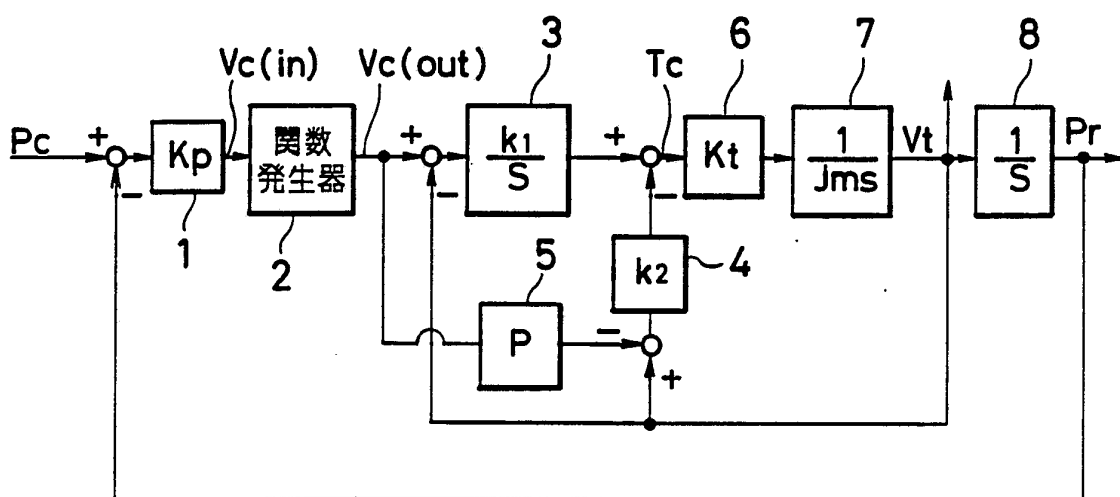 3
6
7
8
Vc(in)
Vc(out)
Tc
Pc
+
-
Kp
関数
発生器
+
-
k1
S
+
-
Kt
1
Jms
Vt
1
S
Pr
1
2
5
k2
4
P
-
+